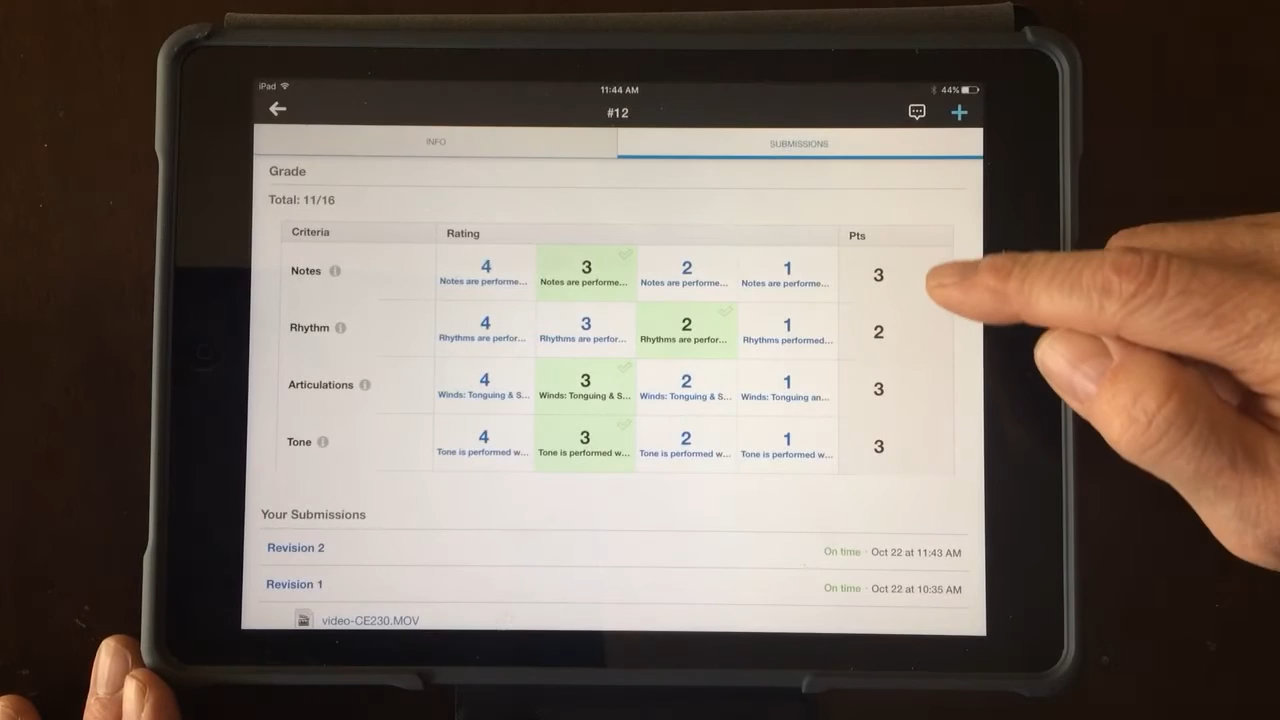 iPad 11:44 AM 44%
#12
INFO SUBMISSIONS
Grade
Total: 11/16
Criteria Rating Pts
Notes 4 3 2 1 3
Notes are performe... Notes are performe... Notes are performe... Notes are performe...
Rhythm 4 3 2 1 2
Rhythms are perfor... Rhythms are perfor... Rhythms are perfor... Rhythms performed...
Articulations 4 3 2 1 3
Winds: Tonguing & S... Winds: Tonguing & S... Winds: Tonguing & S... Winds: Tonguing an...
Tone 4 3 2 1 3
Tone is performed w... Tone is performed w... Tone is performed w... Tone is performed w...
Your Submissions
Revision 2 On time · Oct 22 at 11:43 AM
Revision 1 On time · Oct 22 at 10:35 AM
video-CE230.MOV